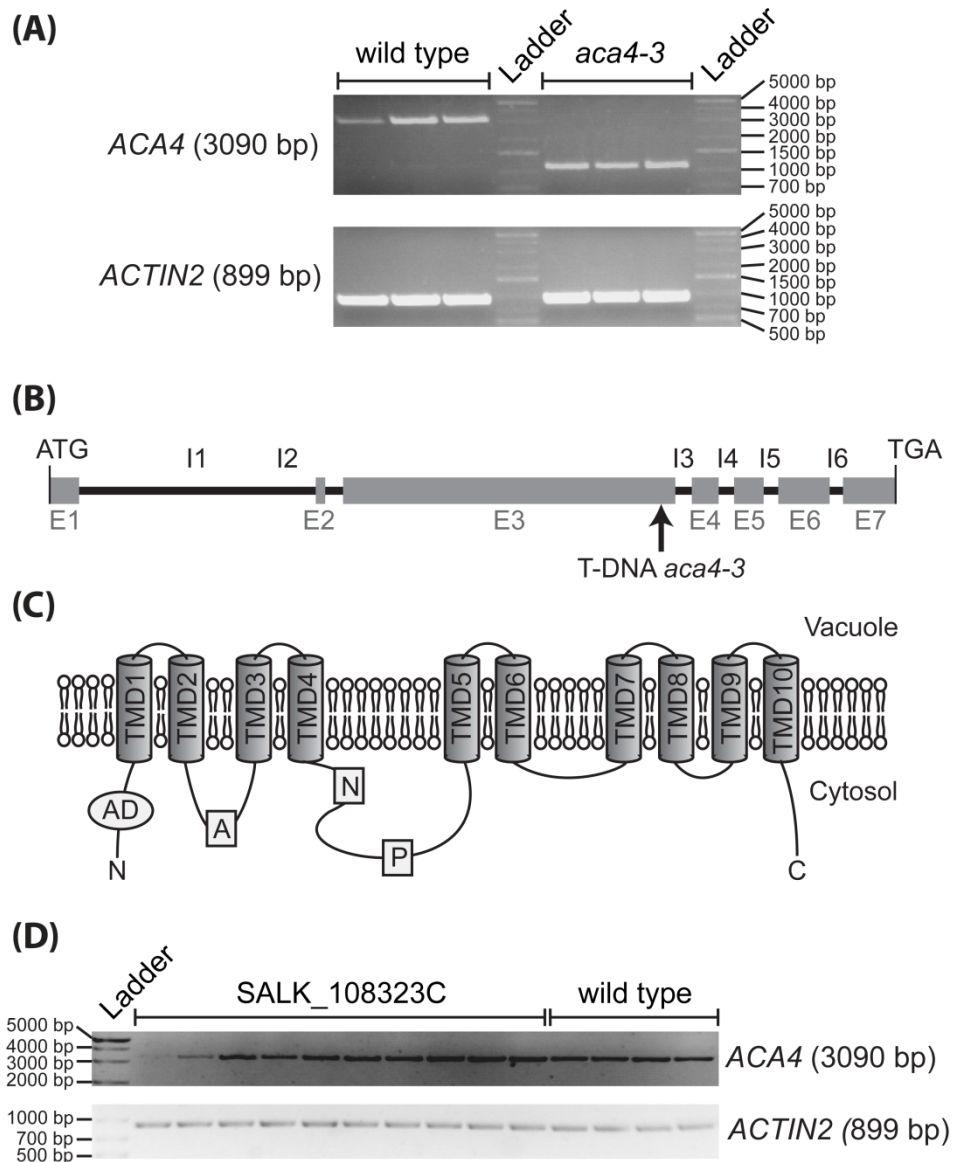 (A)
wild type Ladder aca4-3 Ladder
ACA4 (3090 bp)
5000 bp
4000 bp
3000 bp
2000 bp
1500 bp
1000 bp
700 bp
ACTIN2 (899 bp)
5000 bp
4000 bp
3000 bp
2000 bp
1500 bp
1000 bp
700 bp
500 bp
(B)
ATG I1 I2 I3 I4 I5 I6 TGA
E1 E2 E3 E4 E5 E6 E7
T-DNA aca4-3
(C)
Vacuole
TMD1 TMD2 TMD3 TMD4 TMD5 TMD6 TMD7 TMD8 TMD9 TMD10
Cytosol
AD A N P
N C
(D)
Ladder SALK_108323C wild type
5000 bp
4000 bp
3000 bp
2000 bp
ACA4 (3090 bp)
1000 bp
700 bp
500 bp
ACTIN2 (899 bp)